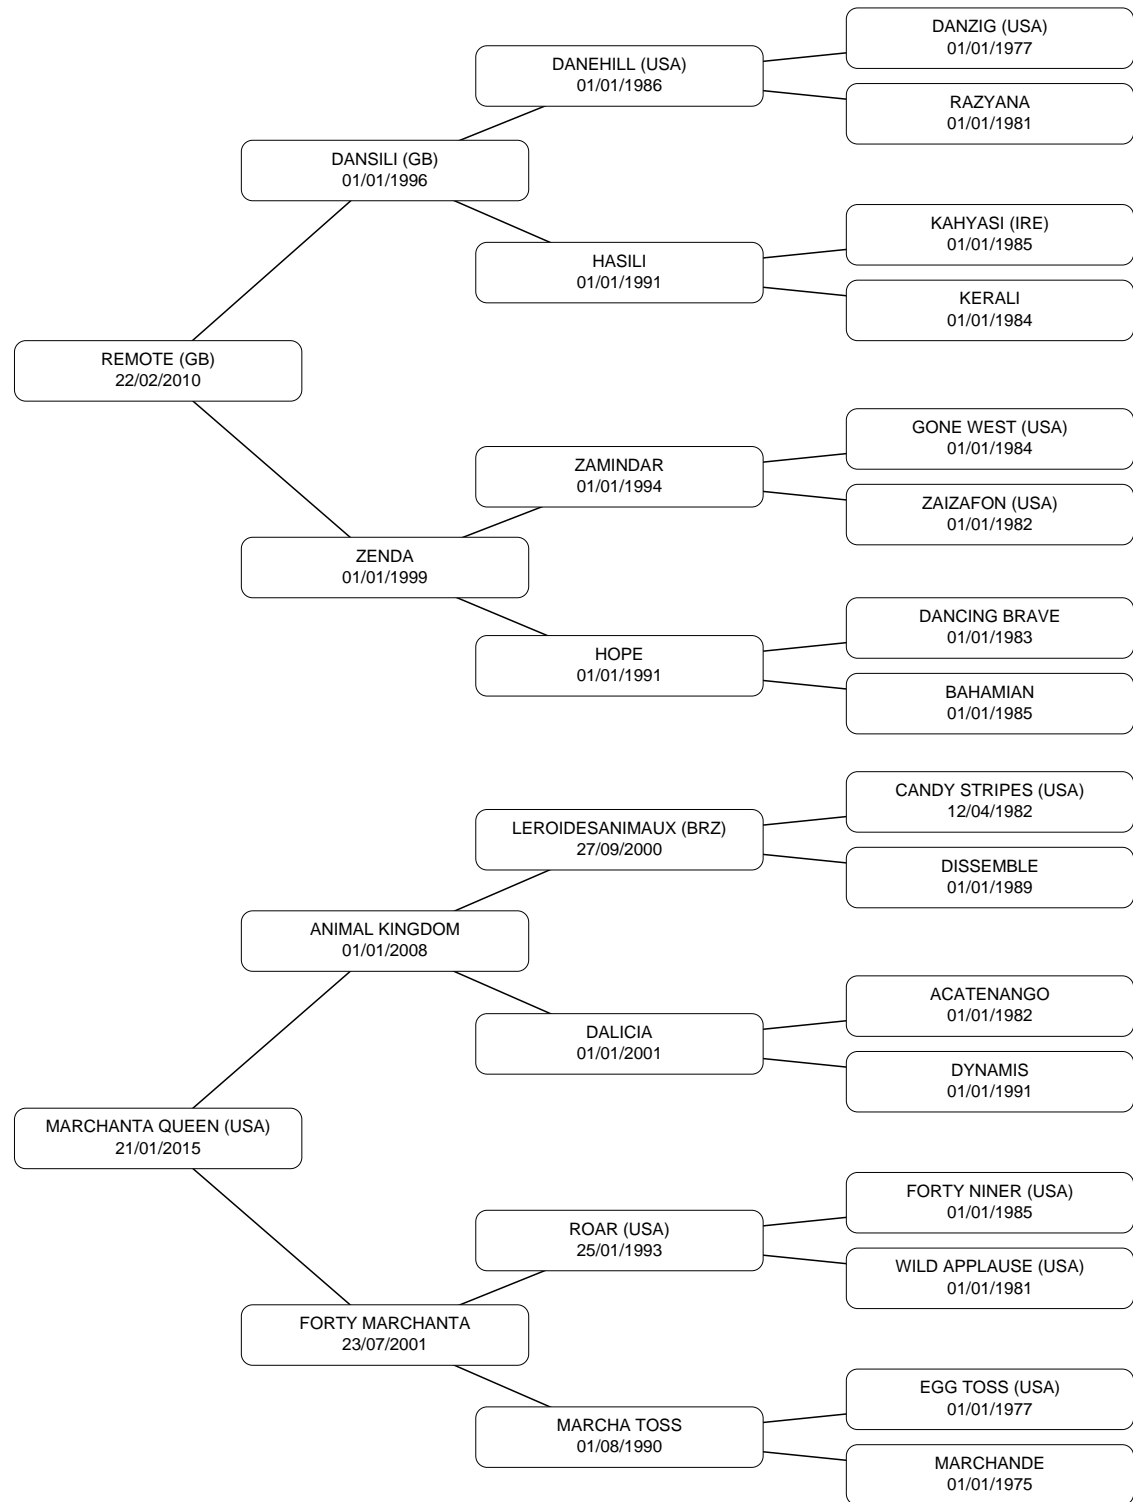 DANZIG (USA)
01/01/1977
DANEHILL (USA)
01/01/1986
RAZYANA
01/01/1981
DANSILI (GB)
01/01/1996
KAHYASI (IRE)
01/01/1985
HASILI
01/01/1991
KERALI
01/01/1984
REMOTE (GB)
22/02/2010
GONE WEST (USA)
01/01/1984
ZAMINDAR
01/01/1994
ZAIZAFON (USA)
01/01/1982
ZENDA
01/01/1999
DANCING BRAVE
01/01/1983
HOPE
01/01/1991
BAHAMIAN
01/01/1985
CANDY STRIPES (USA)
12/04/1982
LEROIDESANIMAUX (BRZ)
27/09/2000
DISSEMBLE
01/01/1989
ANIMAL KINGDOM
01/01/2008
ACATENANGO
01/01/1982
DALICIA
01/01/2001
DYNAMIS
01/01/1991
MARCHANTA QUEEN (USA)
21/01/2015
FORTY NINER (USA)
01/01/1985
ROAR (USA)
25/01/1993
WILD APPLAUSE (USA)
01/01/1981
FORTY MARCHANTA
23/07/2001
EGG TOSS (USA)
01/01/1977
MARCHA TOSS
01/08/1990
MARCHANDE
01/01/1975